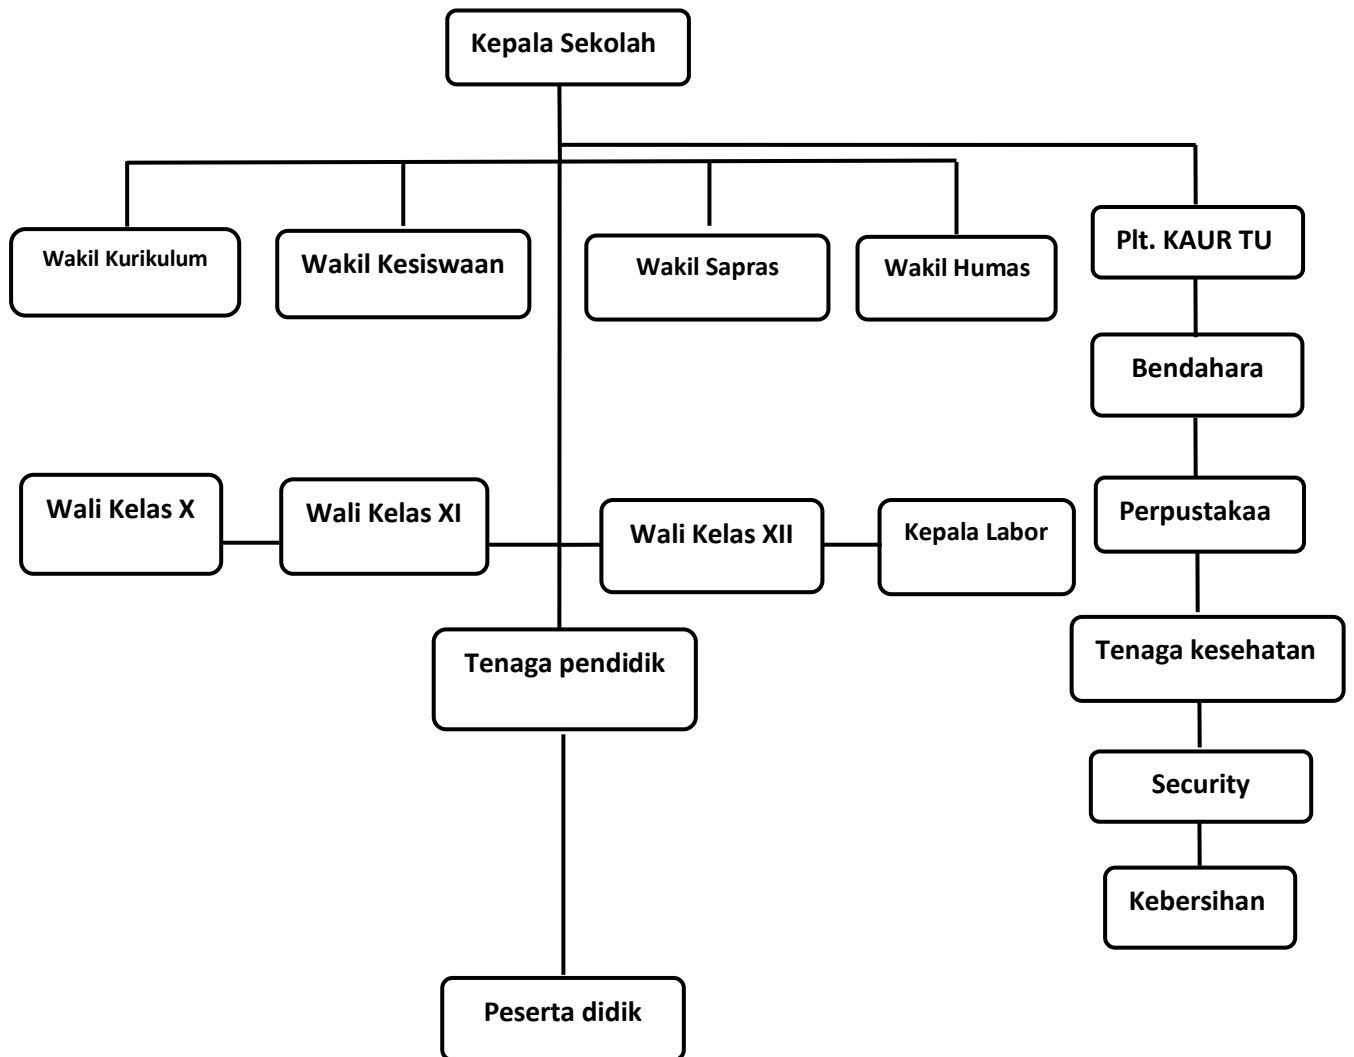 Kepala Sekolah
Wakil Kurikulum
Wakil Kesiswaan
Wakil Sapras
Wakil Humas
Plt. KAUR TU
Bendahara
Wali Kelas X
Wali Kelas XI
Wali Kelas XII
Kepala Labor
Perpustakaa
Tenaga pendidik
Tenaga kesehatan
Security
Kebersihan
Peserta didik